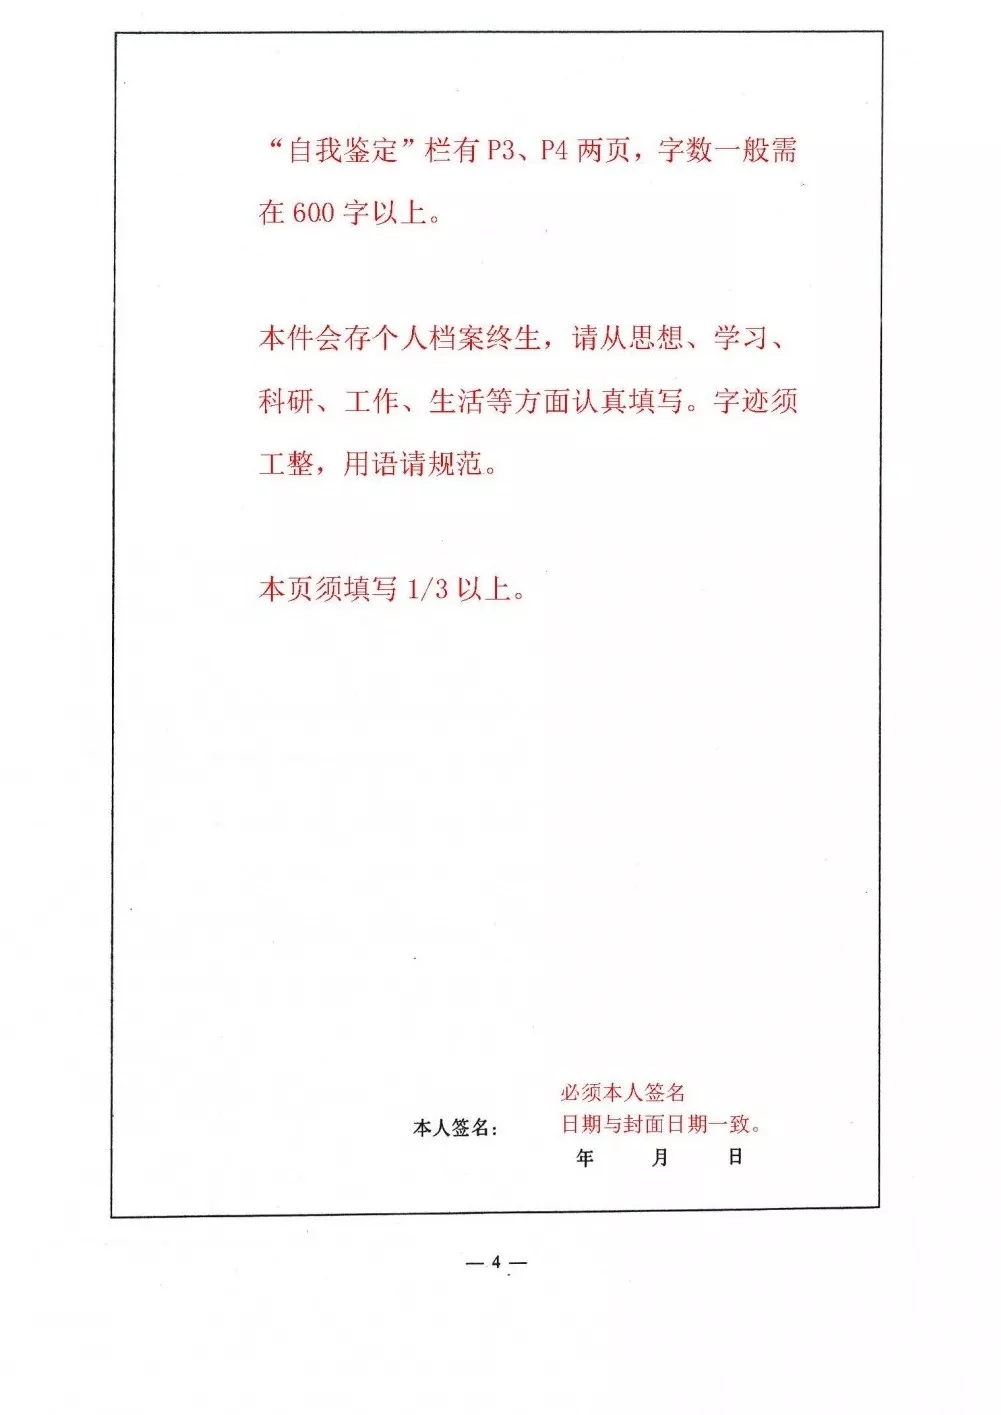 “自我鉴定”栏有 P3、P4 两页，字数一般需
在 600 字以上。
本件会存个人档案终生，请从思想、学习、
科研、工作、生活等方面认真填写。字迹须
工整，用语请规范。
本页须填写 1/3 以上。
必须本人签名
本人签名：
日期与封面日期一致。
年 月 日
— 4 —